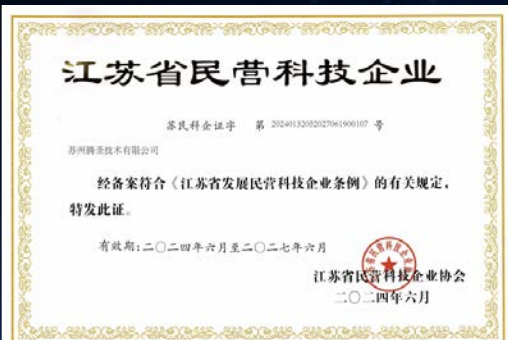 江苏省民营科技企业
苏民科企证字 第 20240132052027061900107 号
苏州腾圣技术有限公司
经备案符合《江苏省发展民营科技企业条例》的有关规定,
特发此证。
有效期:二〇二四年六月至二〇二七年六月
江苏省民营科技企业协会
二〇二四年六月